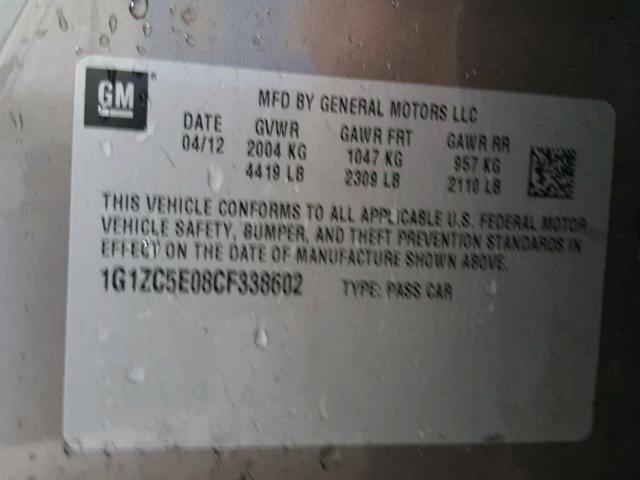 GM®
MFD BY GENERAL MOTORS LLC
DATE GVWR GAWR FRT GAWR RR
04/12 2004 KG 1047 KG 957 KG
4419 LB 2309 LB 2110 LB
THIS VEHICLE CONFORMS TO ALL APPLICABLE U.S. FEDERAL MOTOR
VEHICLE SAFETY, BUMPER, AND THEFT PREVENTION STANDARDS IN
EFFECT ON THE DATE OF MANUFACTURE SHOWN ABOVE.
1G1ZC5E08CF338602 TYPE: PASS CAR